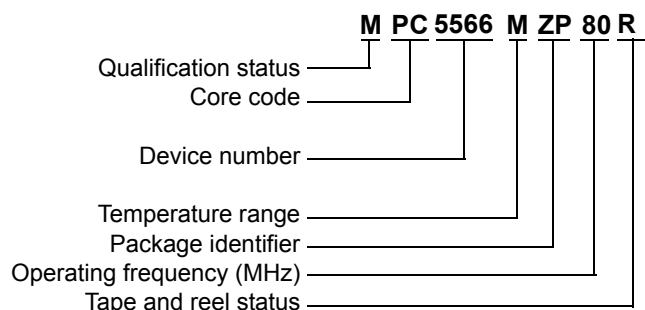 M PC 5566 M ZP 80 R
Qualification status
Core code
Device number
Temperature range
Package identifier
Operating frequency (MHz)
Tape and reel status